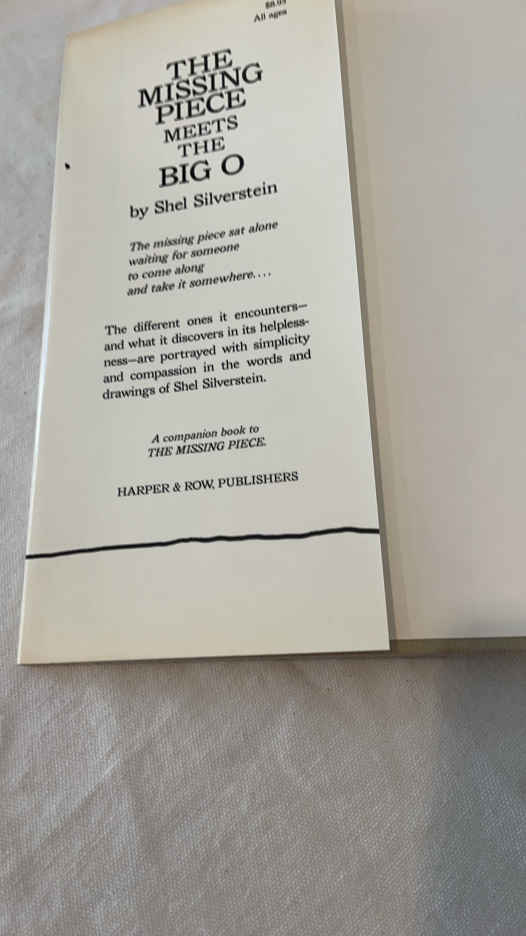 $8.95
All ages
THE
MISSING
PIECE
MEETS
THE
BIG O
by Shel Silverstein
The missing piece sat alone
waiting for someone
to come along
and take it somewhere....
The different ones it encounters—
and what it discovers in its helpless-
ness—are portrayed with simplicity
and compassion in the words and
drawings of Shel Silverstein.
A companion book to
THE MISSING PIECE.
HARPER & ROW, PUBLISHERS